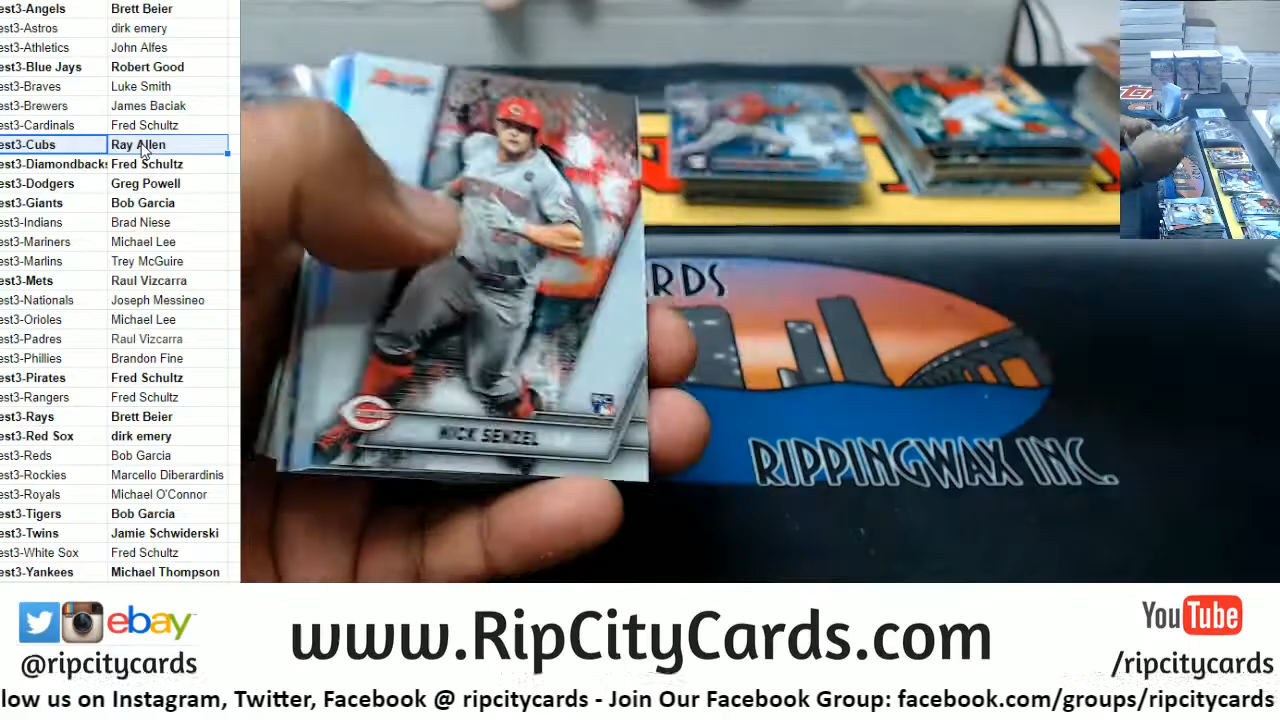 est3-Angels Brett Beier
est3-Astros dirk emery
est3-Athletics John Alfes
est3-Blue Jays Robert Good
est3-Braves Luke Smith
est3-Brewers James Baciak
est3-Cardinals Fred Schultz
est3-Cubs Ray Allen
est3-Diamondbacks Fred Schultz
est3-Dodgers Greg Powell
est3-Giants Bob Garcia
est3-Indians Brad Niese
est3-Mariners Michael Lee
est3-Marlins Trey McGuire
est3-Mets Raul Vizcarra
est3-Nationals Joseph Messineo
est3-Orioles Michael Lee
est3-Padres Raul Vizcarra
est3-Phillies Brandon Fine
est3-Pirates Fred Schultz
est3-Rangers Fred Schultz
est3-Rays Brett Beier
est3-Red Sox dirk emery
est3-Reds Bob Garcia
est3-Rockies Marcello Diberardinis
est3-Royals Michael O'Connor
est3-Tigers Bob Garcia
est3-Twins Jamie Schwiderski
est3-White Sox Fred Schultz
est3-Yankees Michael Thompson
NICK SENZEL
RC
RDS
RIPPINGWAX INC.
ebay
@ripcitycards
www.RipCityCards.com
YouTube
/ripcitycards
low us on Instagram, Twitter, Facebook @ ripcitycards - Join Our Facebook Group: facebook.com/groups/ripcitycards